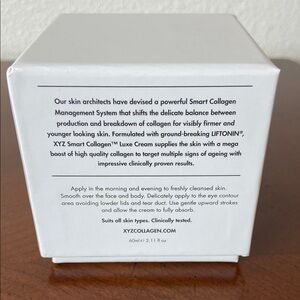 Our skin architects have devised a powerful Smart Collagen
Management System that shifts the delicate balance between
production and breakdown of collagen for visibly firmer and
younger looking skin. Formulated with ground-breaking LIFTONIN®,
XYZ Smart Collagen™ Luxe Cream supplies the skin with a mega
boost of high quality collagen to target multiple signs of ageing with
impressive clinically proven results.
Apply in the morning and evening to freshly cleansed skin.
Smooth over the face and body. Delicately apply to the eye contour
area avoiding lowder lids and tear duct. Use gentle upward strokes
and allow the cream to fully absorb.
Suits all skin types. Clinically tested.
XYZCOLLAGEN.COM
60ml ℮ 2.11 fl oz